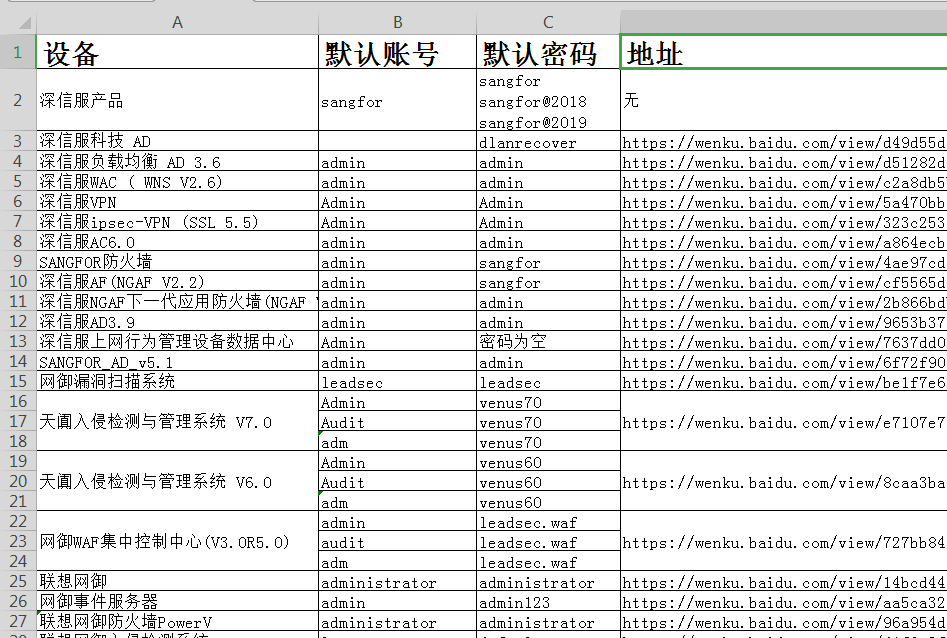 A B C
1 设备 默认账号 默认密码 地址
sangfor
2 深信服产品 sangfor sangfor@2018 无
sangfor@2019
3 深信服科技 AD dlanrecover https://wenku.baidu.com/view/d49d55d
4 深信服负载均衡 AD 3.6 admin admin https://wenku.baidu.com/view/d51282d
5 深信服WAC ( WNS V2.6) admin admin https://wenku.baidu.com/view/c2a8db5
6 深信服VPN Admin Admin https://wenku.baidu.com/view/5a470bb
7 深信服ipsec-VPN (SSL 5.5) Admin Admin https://wenku.baidu.com/view/323c253
8 深信服AC6.0 admin admin https://wenku.baidu.com/view/a864ecb
9 SANGFOR防火墙 admin sangfor https://wenku.baidu.com/view/4ae97cd
10 深信服AF(NGAF V2.2) admin sangfor https://wenku.baidu.com/view/cf5565d
11 深信服NGAF下一代应用防火墙(NGAF admin admin https://wenku.baidu.com/view/2b866bd
12 深信服AD3.9 admin admin https://wenku.baidu.com/view/9653b37
13 深信服上网行为管理设备数据中心 Admin 密码为空 https://wenku.baidu.com/view/7637dd0
14 SANGFOR_AD_v5.1 admin admin https://wenku.baidu.com/view/6f72f90
15 网御漏洞扫描系统 leadsec leadsec https://wenku.baidu.com/view/be1f7e6
16 Admin venus70
17 天阗入侵检测与管理系统 V7.0 Audit venus70 https://wenku.baidu.com/view/e7107e7
18 adm venus70
19 Admin venus60
20 天阗入侵检测与管理系统 V6.0 Audit venus60 https://wenku.baidu.com/view/8caa3ba
21 adm venus60
22 admin leadsec.waf
23 网御WAF集中控制中心(V3.0R5.0) audit leadsec.waf https://wenku.baidu.com/view/727bb84
24 adm leadsec.waf
25 联想网御 administrator administrator https://wenku.baidu.com/view/14bcd44
26 网御事件服务器 admin admin123 https://wenku.baidu.com/view/aa5ca32
27 联想网御防火墙PowerV administrator administrator https://wenku.baidu.com/view/96a954d